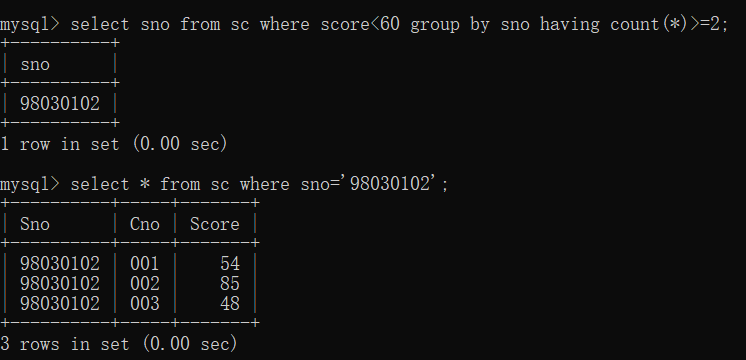 mysql> select sno from sc where score<60 group by sno having count(*)>=2;
+----------+
| sno      |
+----------+
| 98030102 |
+----------+
1 row in set (0.00 sec)
mysql> select * from sc where sno='98030102';
+----------+-----+-------+
| Sno      | Cno | Score |
+----------+-----+-------+
| 98030102 | 001 |    54 |
| 98030102 | 002 |    85 |
| 98030102 | 003 |    48 |
+----------+-----+-------+
3 rows in set (0.00 sec)